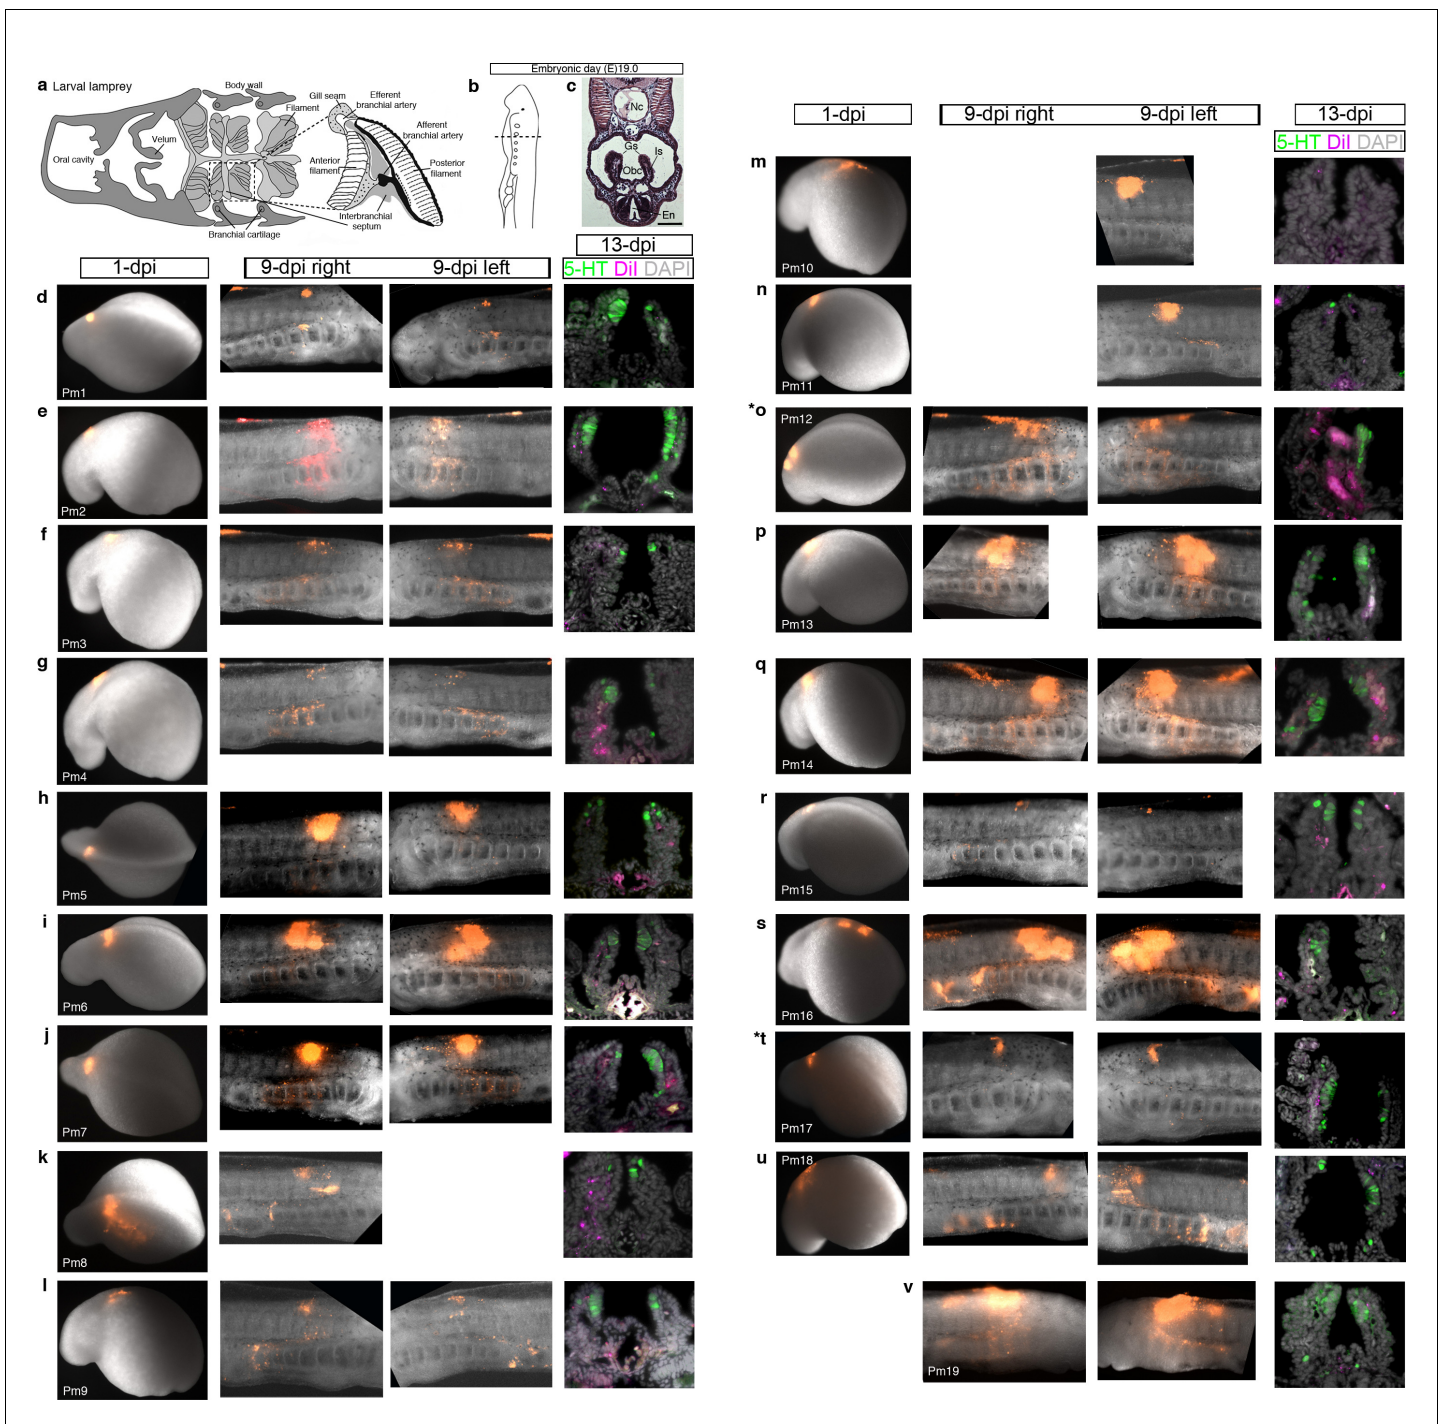 a Larval lamprey
Body wall
Gill seam
Efferent
branchial artery
Filament
Afferent
branchial artery
Velum
Oral cavity
Anterior
filament
Posterior
filament
Interbranchial
septum
Branchial cartilage
b
Embryonic day (E)19.0
c
Nc
Gs
Is
Obc
En
1-dpi
9-dpi right
9-dpi left
13-dpi
5-HT DiI DAPI
d
Pm1
e
Pm2
f
Pm3
g
Pm4
h
Pm5
i
Pm6
j
Pm7
k
Pm8
l
Pm9
1-dpi
9-dpi right
9-dpi left
13-dpi
5-HT DiI DAPI
m
Pm10
n
Pm11
*o
Pm12
p
Pm13
q
Pm14
r
Pm15
s
Pm16
*t
Pm17
u
Pm18
v
Pm19